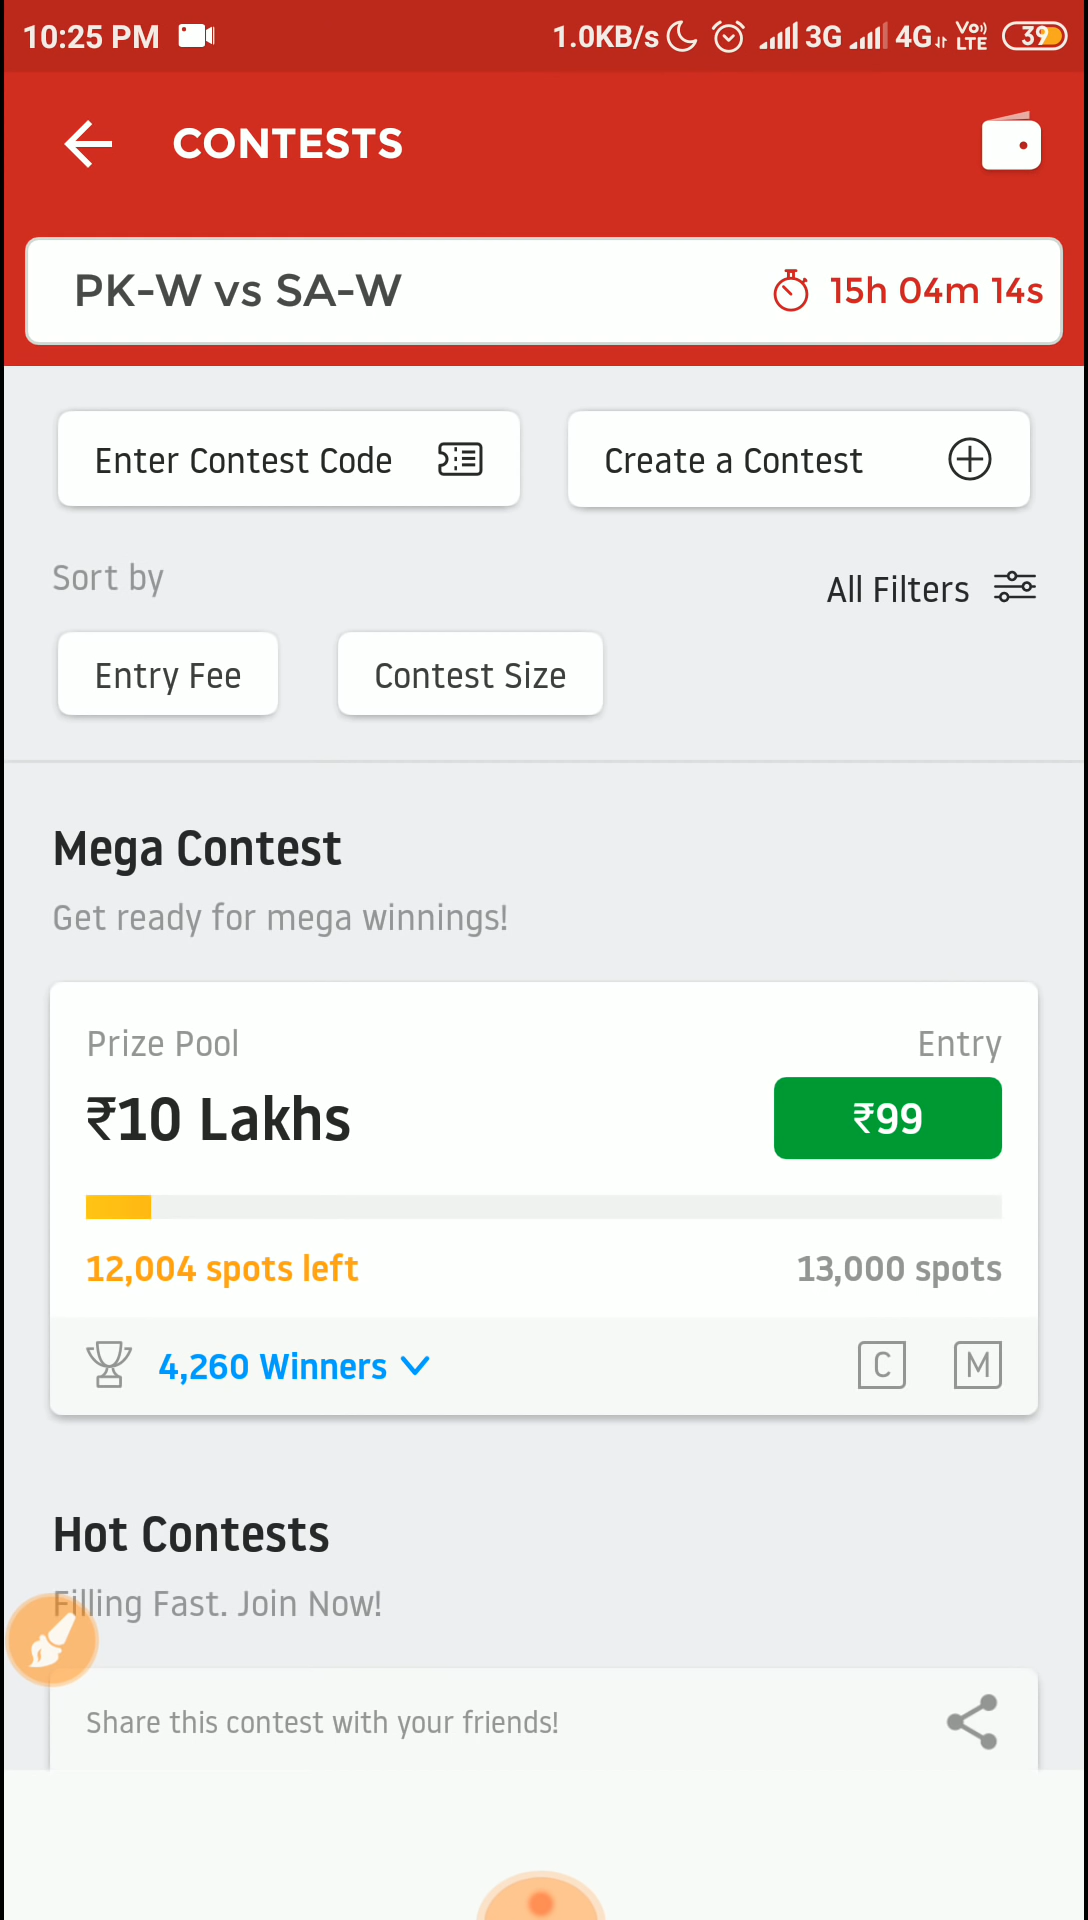 10:25 PM 1.0KB/s 3G 4G Vo LTE 39
CONTESTS
PK-W vs SA-W 15h 04m 14s
Enter Contest Code Create a Contest
Sort by All Filters
Entry Fee Contest Size
Mega Contest
Get ready for mega winnings!
Prize Pool Entry
₹10 Lakhs ₹99
12,004 spots left 13,000 spots
4,260 Winners C M
Hot Contests
Filling Fast. Join Now!
Share this contest with your friends!